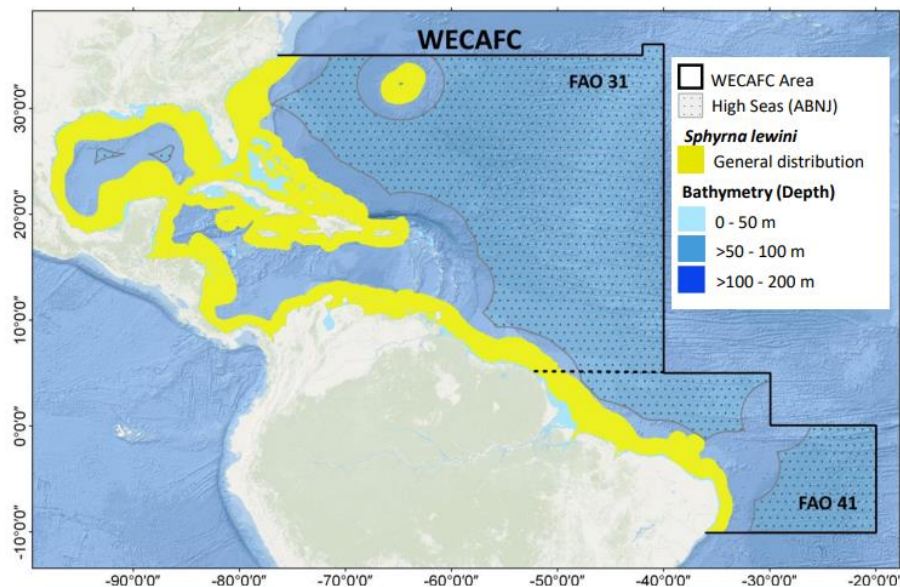 WECAFC
FAO 31
FAO 41
WECAFC Area
High Seas (ABNJ)
Sphyrna lewini
General distribution
Bathymetry (Depth)
0 - 50 m
>50 - 100 m
>100 - 200 m
30°0'0"
20°0'0"
10°0'0"
0°0'0"
-10°0'0"
-90°0'0" -80°0'0" -70°0'0" -60°0'0" -50°0'0" -40°0'0" -30°0'0" -20°0'0"